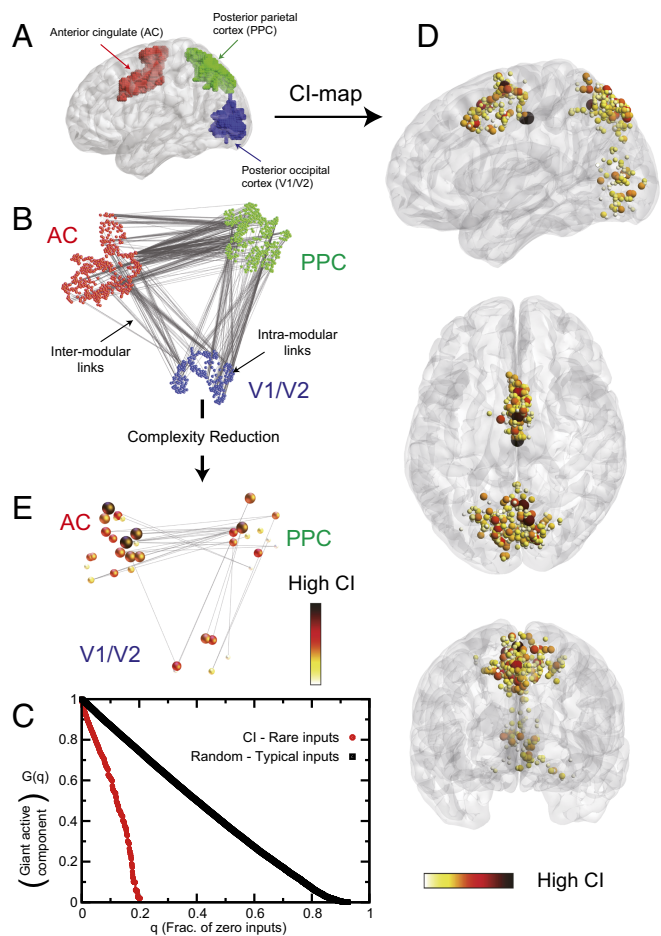 A
Anterior cingulate (AC)
Posterior parietal
cortex (PPC)
Posterior occipital
cortex (V1/V2)
CI-map
D
B
AC
PPC
Inter-modular
links
Intra-modular
links
V1/V2
Complexity Reduction
E
AC
PPC
High CI
V1/V2
C
1
0.8
0.6
0.4
0.2
0
G(q)
( Giant active
component )
CI - Rare inputs
Random - Typical inputs
0
0.2
0.4
0.6
0.8
1
q (Frac. of zero inputs)
High CI